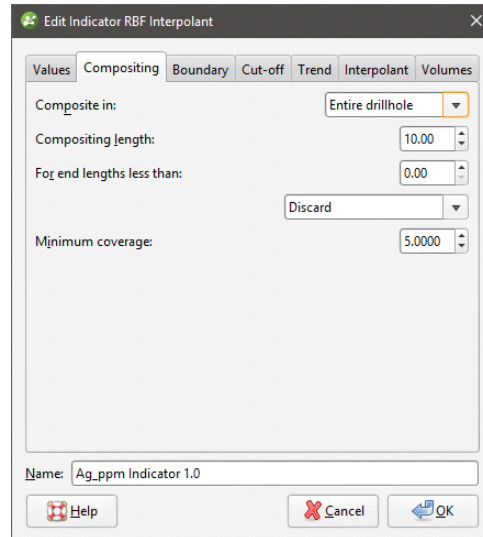 Edit Indicator RBF Interpolant
Values Compositing Boundary Cut-off Trend Interpolant Volumes
Composite in: Entire drillhole
Compositing length: 10.00
For end lengths less than: 0.00
Discard
Minimum coverage: 5.0000
Name: Ag_ppm Indicator 1.0
Help Cancel OK